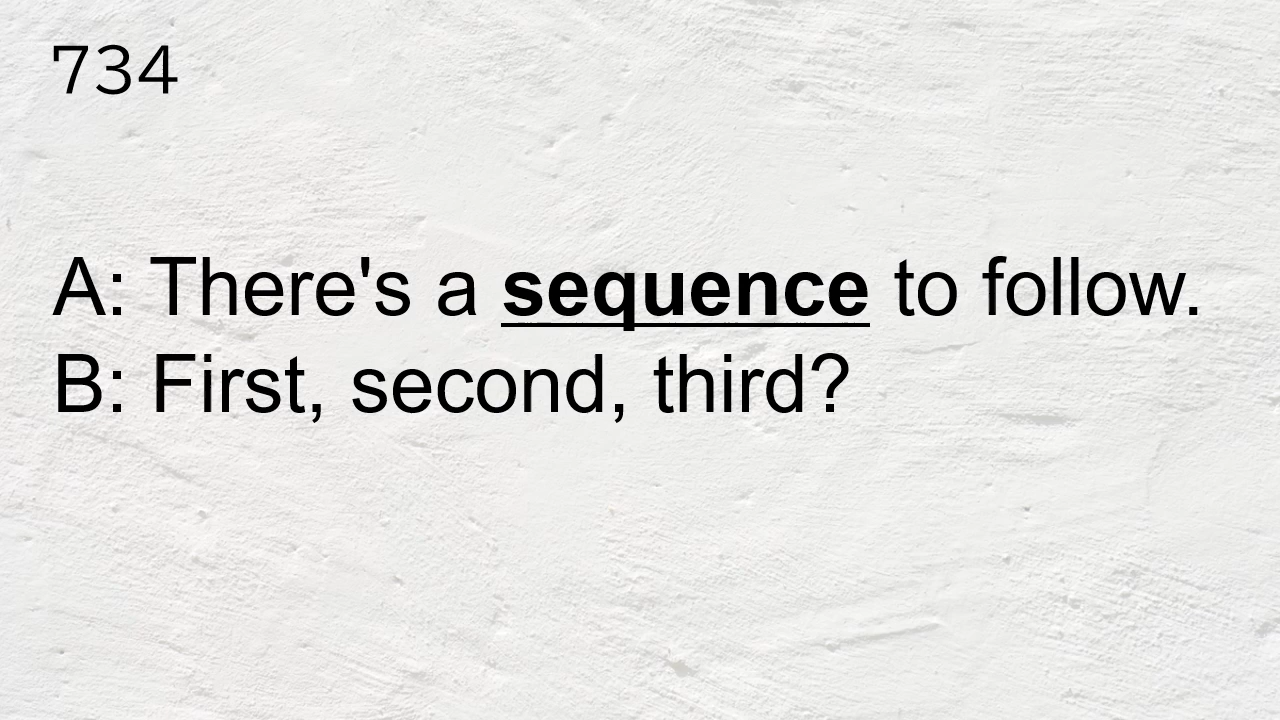 734
A: There's a sequence to follow.
B: First, second, third?